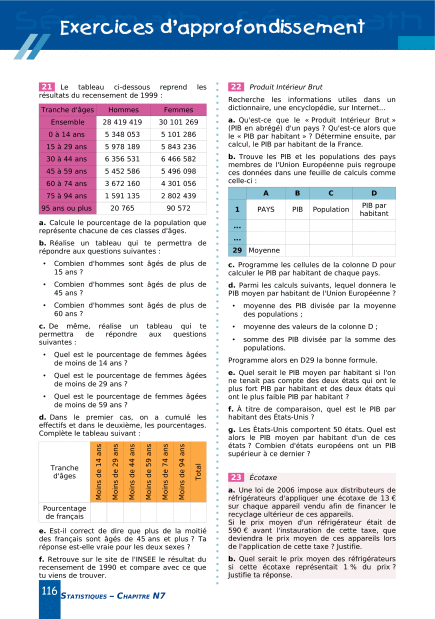 Exercices d'approfondissement
21 Le tableau ci-dessous reprend les
résultats du recensement de 1999 :
Tranche d'âges Hommes Femmes
Ensemble 28 419 419 30 101 269
0 à 14 ans 5 348 053 5 101 286
15 à 29 ans 5 978 189 5 843 236
30 à 44 ans 6 356 531 6 466 582
45 à 59 ans 5 452 586 5 496 098
60 à 74 ans 3 672 160 4 301 056
75 à 94 ans 1 591 135 2 802 439
95 ans ou plus 20 765 90 572
a. Calcule le pourcentage de la population que
représente chacune de ces classes d'âges.
b. Réalise un tableau qui te permettra de
répondre aux questions suivantes :
• Combien d'hommes sont âgés de plus de
15 ans ?
• Combien d'hommes sont âgés de plus de
45 ans ?
• Combien d'hommes sont âgés de plus de
60 ans ?
c. De même, réalise un tableau qui te
permettra de répondre aux questions
suivantes :
• Quel est le pourcentage de femmes âgées
de moins de 14 ans ?
• Quel est le pourcentage de femmes âgées
de moins de 29 ans ?
• Quel est le pourcentage de femmes âgées
de moins de 59 ans ?
d. Dans le premier cas, on a cumulé les
effectifs et dans le deuxième, les pourcentages.
Complète le tableau suivant :
Tranche
d'âges
Moins de 14 ans
Moins de 29 ans
Moins de 44 ans
Moins de 59 ans
Moins de 74 ans
Moins de 94 ans
Total
Pourcentage
de français
e. Est-il correct de dire que plus de la moitié
des français sont âgés de 45 ans et plus ? Ta
réponse est-elle vraie pour les deux sexes ?
f. Retrouve sur le site de l'INSEE le résultat du
recensement de 1990 et compare avec ce que
tu viens de trouver.
22 Produit Intérieur Brut
Recherche les informations utiles dans un
dictionnaire, une encyclopédie, sur Internet...
a. Qu'est-ce que le « Produit Intérieur Brut »
(PIB en abrégé) d'un pays ? Qu'est-ce alors que
le « PIB par habitant » ? Détermine ensuite, par
calcul, le PIB par habitant de la France.
b. Trouve les PIB et les populations des pays
membres de l'Union Européenne puis regroupe
ces données dans une feuille de calculs comme
celle-ci :
A B C D
1 PAYS PIB Population PIB par
habitant
...
...
29 Moyenne
c. Programme les cellules de la colonne D pour
calculer le PIB par habitant de chaque pays.
d. Parmi les calculs suivants, lequel donnera le
PIB moyen par habitant de l'Union Européenne ?
• moyenne des PIB divisée par la moyenne
des populations ;
• moyenne des valeurs de la colonne D ;
• somme des PIB divisée par la somme des
populations.
Programme alors en D29 la bonne formule.
e. Quel serait le PIB moyen par habitant si l'on
ne tenait pas compte des deux états qui ont le
plus fort PIB par habitant et des deux états qui
ont le plus faible PIB par habitant ?
f. À titre de comparaison, quel est le PIB par
habitant des États-Unis ?
g. Les États-Unis comportent 50 états. Quel est
alors le PIB moyen par habitant d'un de ces
états ? Combien d'états européens ont un PIB
supérieur à ce dernier ?
23 Écotaxe
a. Une loi de 2006 impose aux distributeurs de
réfrigérateurs d'appliquer une écotaxe de 13 €
sur chaque appareil vendu afin de financer le
recyclage ultérieur de ces appareils.
Si le prix moyen d'un réfrigérateur était de
590 € avant l'instauration de cette taxe, que
deviendra le prix moyen de ces appareils lors
de l'application de cette taxe ? Justifie.
b. Quel serait le prix moyen des réfrigérateurs
si cette écotaxe représentait 1 % du prix ?
Justifie ta réponse.
116 STATISTIQUES – CHAPITRE N7